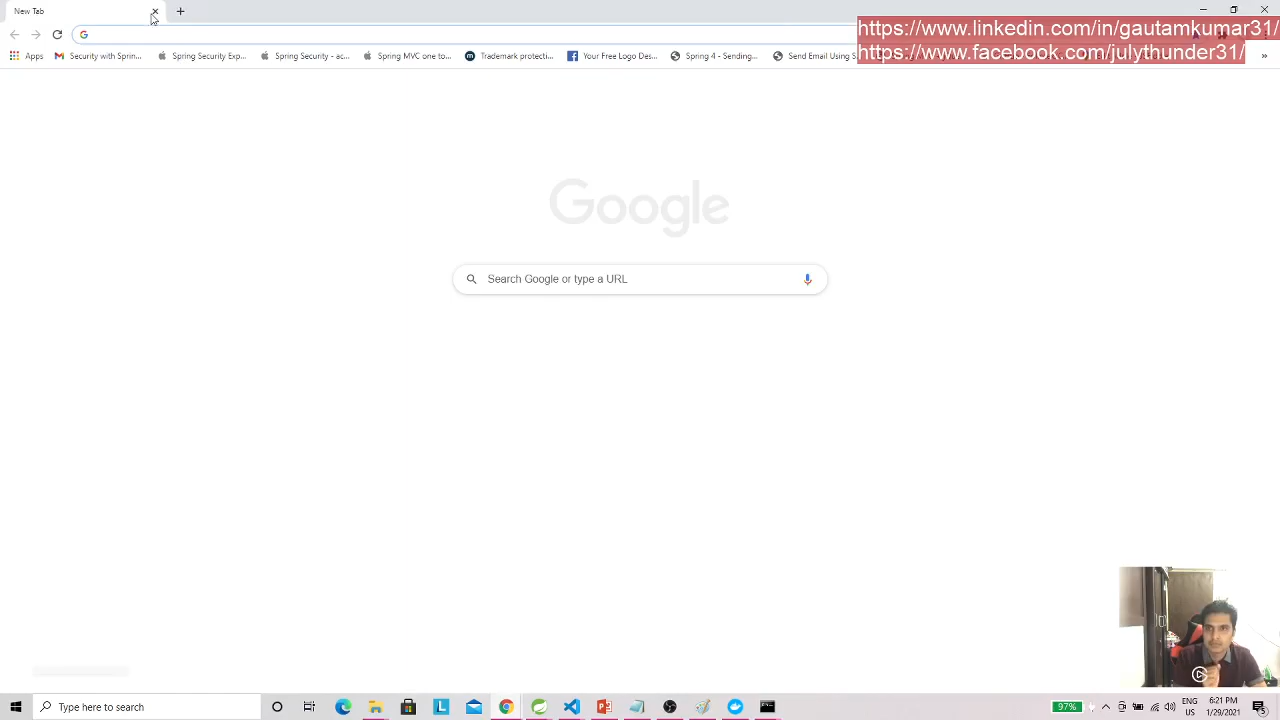 New Tab
https://www.linkedin.com/in/gautamkumar31/
https://www.facebook.com/julythunder31/
Apps
Security with Sprin...
Spring Security Exp...
Spring Security - ac...
Spring MVC one to...
Trademark protecti...
Your Free Logo Des...
Spring 4 - Sending...
Send Email Using S
»
Google
Search Google or type a URL
Type here to search
97%
ENG
US
6:21 PM
1/29/2021